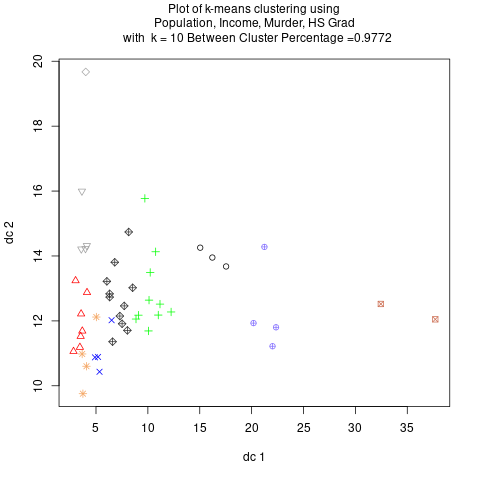 Plot of k-means clustering using
Population, Income, Murder, HS Grad
with k = 10 Between Cluster Percentage =0.9772
20
18
16
14
12
10
dc 2
5 10 15 20 25 30 35
dc 1